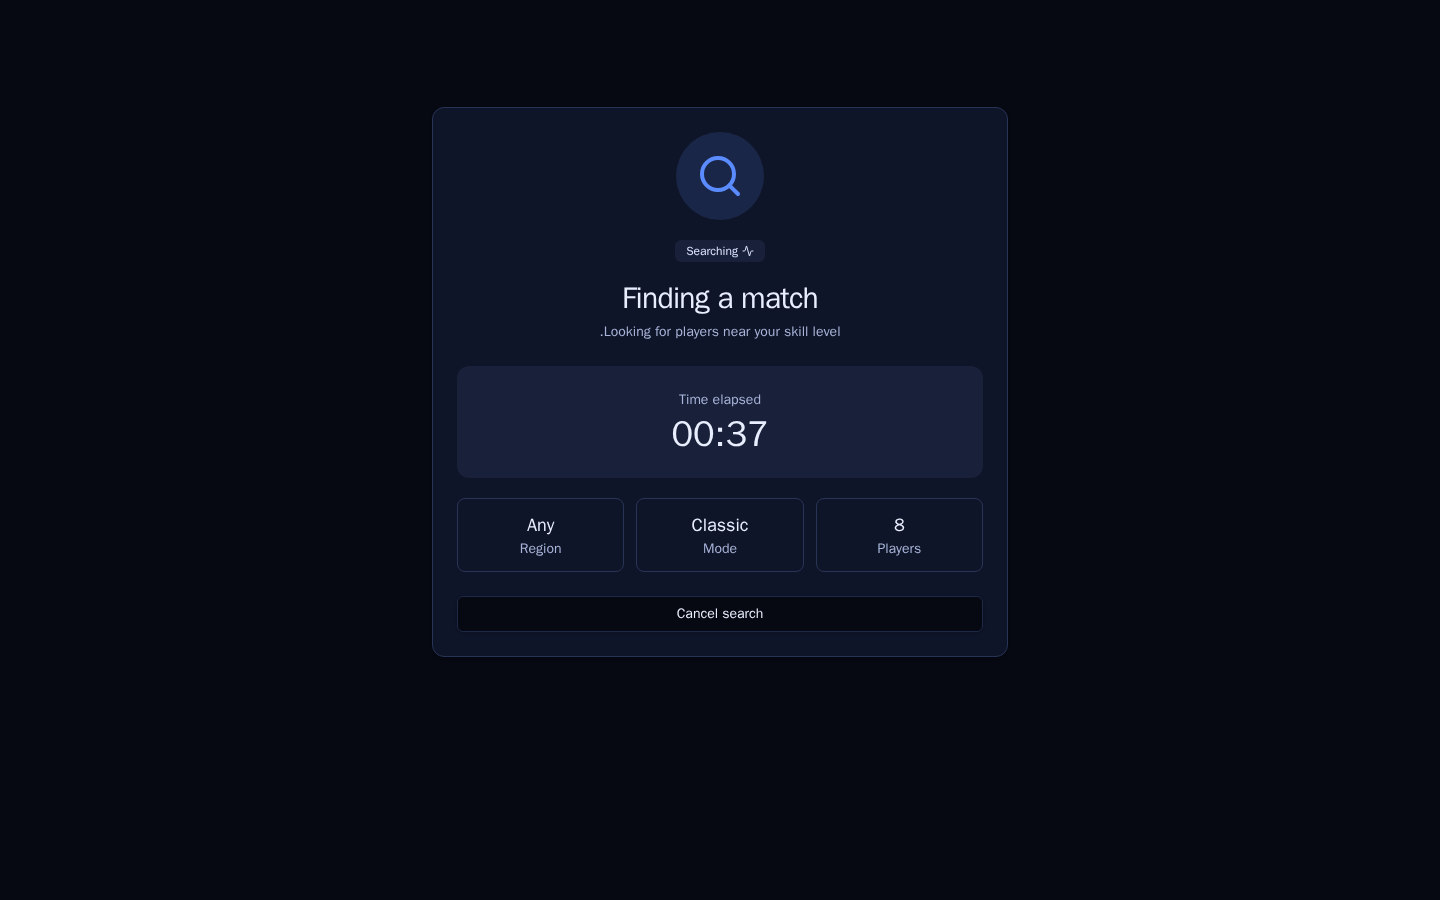 Searching
Finding a match
.Looking for players near your skill level
Time elapsed
00:37
Any
Region
Classic
Mode
8
Players
Cancel search